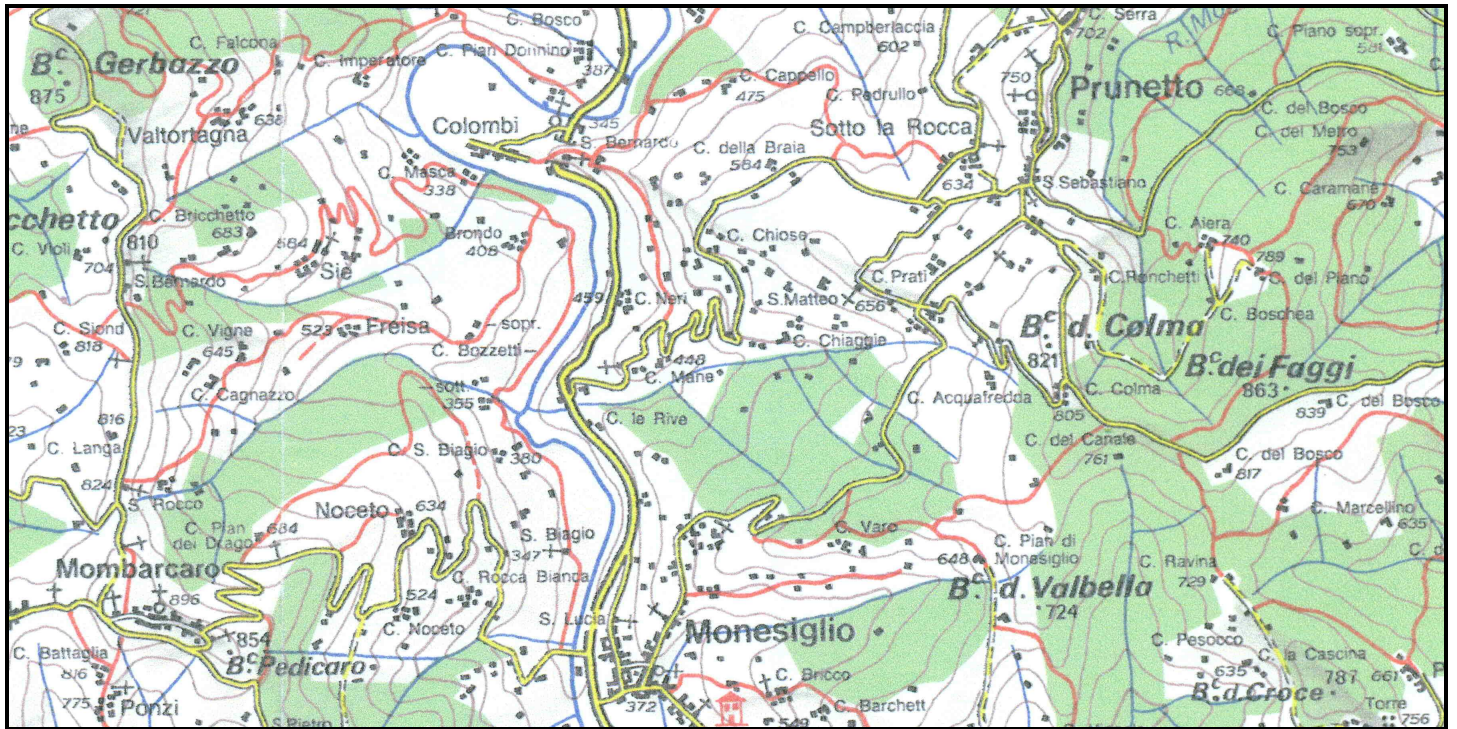 C. Serra
702
C. Bosco
C. Campberlaccia
602
R. Mo
C. Piano sopr.
581
C. Falcona
C. Imperatore
C. Pian Donnino
387
Bc Gerbazzo
875
C. Cappello
475
750
Prunetto
668
C. Pedrullo
C. del Bosco
638
Valtortagna
Colombi
345
S. Bernardo
Sotto la Rocca
C. del Metro
753
C. della Braia
584
C. Masca
338
634
S.Sebastiano
C. Caramane
670
cchetto
C. Bricchetto
683
C. Violi
810
704
584
Sie
Brondo
408
C. Chiose
C. Aiera
740
789
S.Bernardo
459
C. Neri
S.Matteo
656
C.Prati
C.Ronchetti
C. del Piano
C. Boschea
C. Siond
818
C. Vigne
645
523
Freisa
sopr.
C. Bozzetti
C. Chiaggie
Bc d. Colma
821
79
448
C. Mane
Bc. dei Faggi
863
C. Cagnazzo
sott.
355
C. Acquafredda
C. Colma
805
839
C. del Bosco
816
23
C. la Rive
C. Langa
C. S. Biagio
380
C. del Canale
761
C. del Bosco
817
824
S. Rocco
Noceto
634
C. Marcellino
635
C. Pian
del Drago
684
S. Biagio
347
C. Varo
C. Pian di
Monesiglio
648
Mombarcaro
896
C. Rocca Bianca
C. Ravina
729
Bc. d. Valbella
724
524
C. Noceto
S. Lucia
Monesiglio
854
C. Battaglia
816
Bc. Pedicaro
C. Pesocco
635
C. la Cascina
787
661
C. Bricco
775
Ponzi
372
C. Barchett
549
Bc. d. Croce
Torre
756
S.Pietro